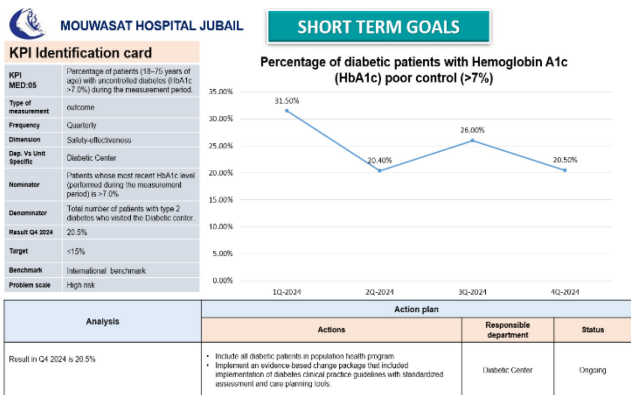 MOUWASAT HOSPITAL JUBAIL
SHORT TERM GOALS
KPI Identification card
KPI MED:05
Percentage of patients (18–75 years of
age) with uncontrolled diabetes (HbA1c
>7.0%) during the measurement period.
Type of measurement
outcome
Frequency
Quarterly
Dimension
Safety-effectiveness
Dep. Vs Unit Specific
Diabetic Center
Nominator
Patients whose most recent HbA1c level
(performed during the measurement
period) is >7.0%
Denominator
Total number of patients with type 2
diabetes who visited the Diabetic center.
Result Q4 2024
20.5%
Target
≤15%
Benchmark
International benchmark
Problem scale
High risk
Percentage of diabetic patients with Hemoglobin A1c
(HbA1c) poor control (>7%)
35.00%
30.00%
25.00%
20.00%
15.00%
10.00%
5.00%
0.00%
31.50%
20.40%
26.00%
20.50%
1Q-2024
2Q-2024
3Q-2024
4Q-2024
Analysis
Action plan
Actions
Responsible department
Status
Result in Q4 2024 is 20.5%
• Include all diabetic patients in population health program
• Implement an evidence-based change package that included
implementation of diabetes clinical practice guidelines with standardized
assessment and care planning tools.
Diabetic Center
Ongoing